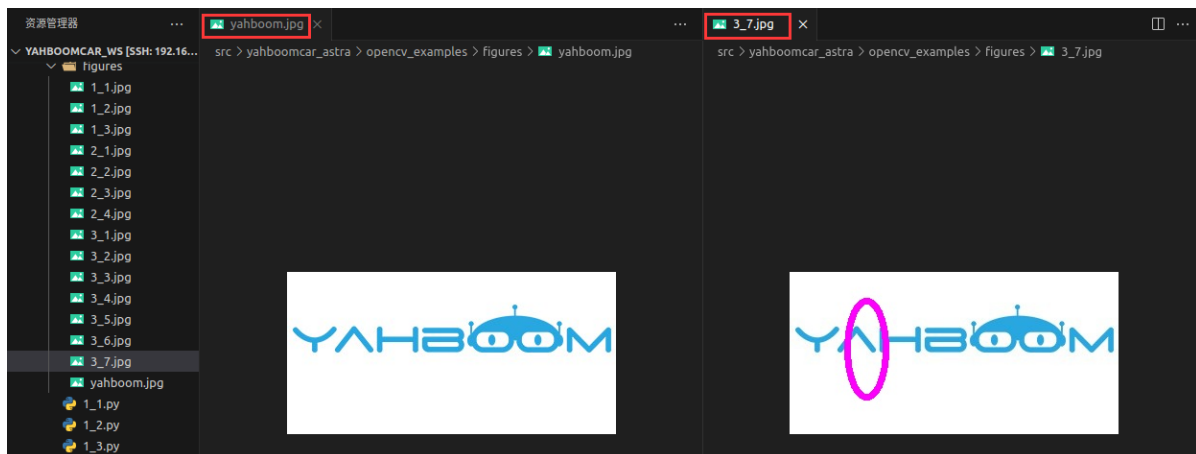 资源管理器
···
YAHBOOMCAR_WS [SSH: 192.16...
figures
1_1.jpg
1_2.jpg
1_3.jpg
2_1.jpg
2_2.jpg
2_3.jpg
2_4.jpg
3_1.jpg
3_2.jpg
3_3.jpg
3_4.jpg
3_5.jpg
3_6.jpg
3_7.jpg
yahboom.jpg
1_1.py
1_2.py
1_3.py
yahboom.jpg
···
src > yahboomcar_astra > opencv_examples > figures > yahboom.jpg
YAHBOOM
3_7.jpg
···
src > yahboomcar_astra > opencv_examples > figures > 3_7.jpg
YAHBOOM